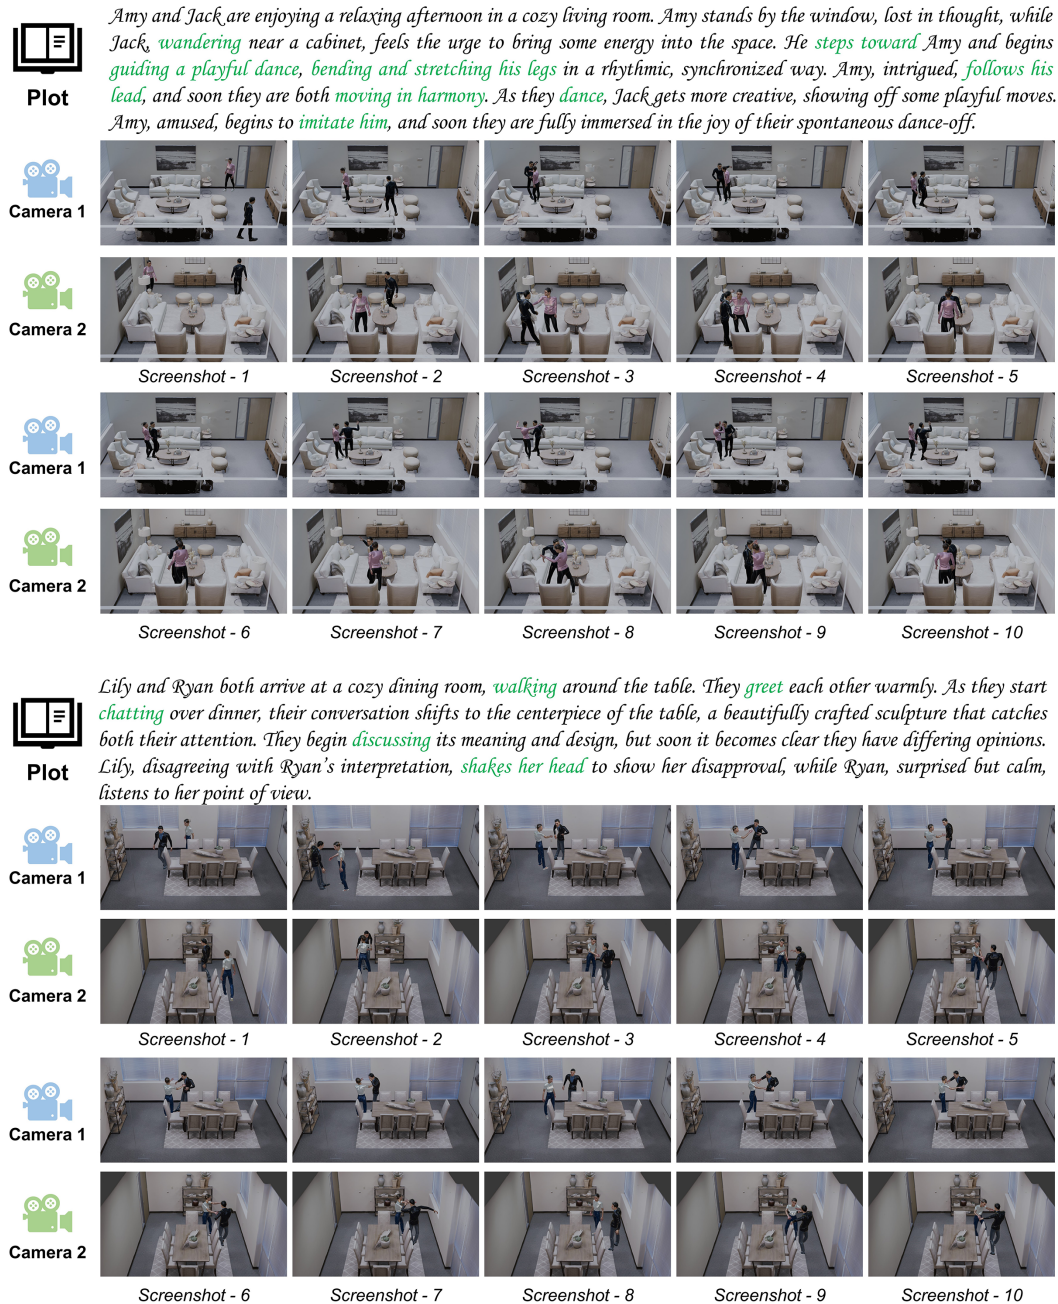 Amy and Jack are enjoying a relaxing afternoon in a cozy living room. Amy stands by the window, lost in thought, while
Jack, wandering near a cabinet, feels the urge to bring some energy into the space. He steps toward Amy and begins
guiding a playful dance, bending and stretching his legs in a rhythmic, synchronized way. Amy, intrigued, follows his
lead, and soon they are both moving in harmony. As they dance, Jack gets more creative, showing off some playful moves.
Amy, amused, begins to imitate him, and soon they are fully immersed in the joy of their spontaneous dance-off.
Plot
Camera 1
Camera 2
Screenshot - 1 Screenshot - 2 Screenshot - 3 Screenshot - 4 Screenshot - 5
Camera 1
Camera 2
Screenshot - 6 Screenshot - 7 Screenshot - 8 Screenshot - 9 Screenshot - 10
Lily and Ryan both arrive at a cozy dining room, walking around the table. They greet each other warmly. As they start
chatting over dinner, their conversation shifts to the centerpiece of the table, a beautifully crafted sculpture that catches
both their attention. They begin discussing its meaning and design, but soon it becomes clear they have differing opinions.
Lily, disagreeing with Ryan's interpretation, shakes her head to show her disapproval, while Ryan, surprised but calm,
listens to her point of view.
Plot
Camera 1
Camera 2
Screenshot - 1 Screenshot - 2 Screenshot - 3 Screenshot - 4 Screenshot - 5
Camera 1
Camera 2
Screenshot - 6 Screenshot - 7 Screenshot - 8 Screenshot - 9 Screenshot - 10